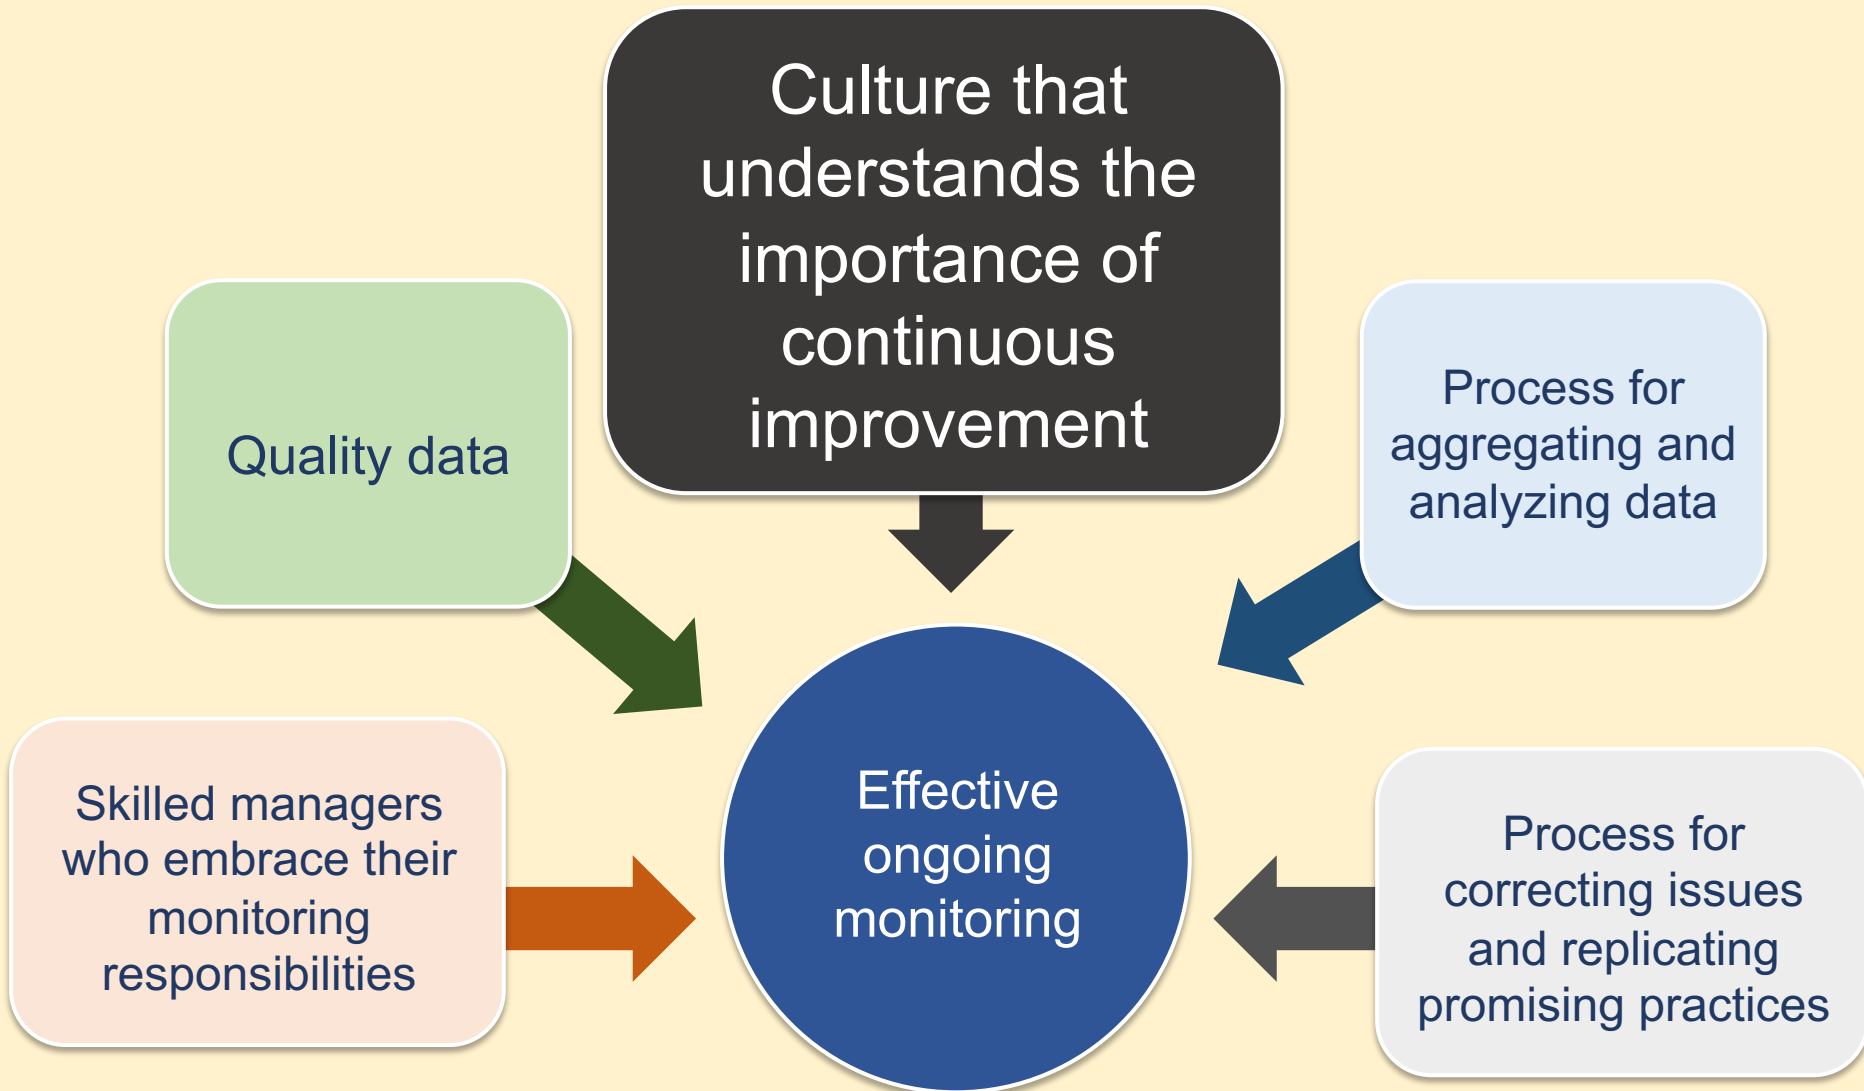 Culture that
understands the
importance of
continuous
improvement
Quality data
Process for
aggregating and
analyzing data
Skilled managers
who embrace their
monitoring
responsibilities
Effective
ongoing
monitoring
Process for
correcting issues
and replicating
promising practices